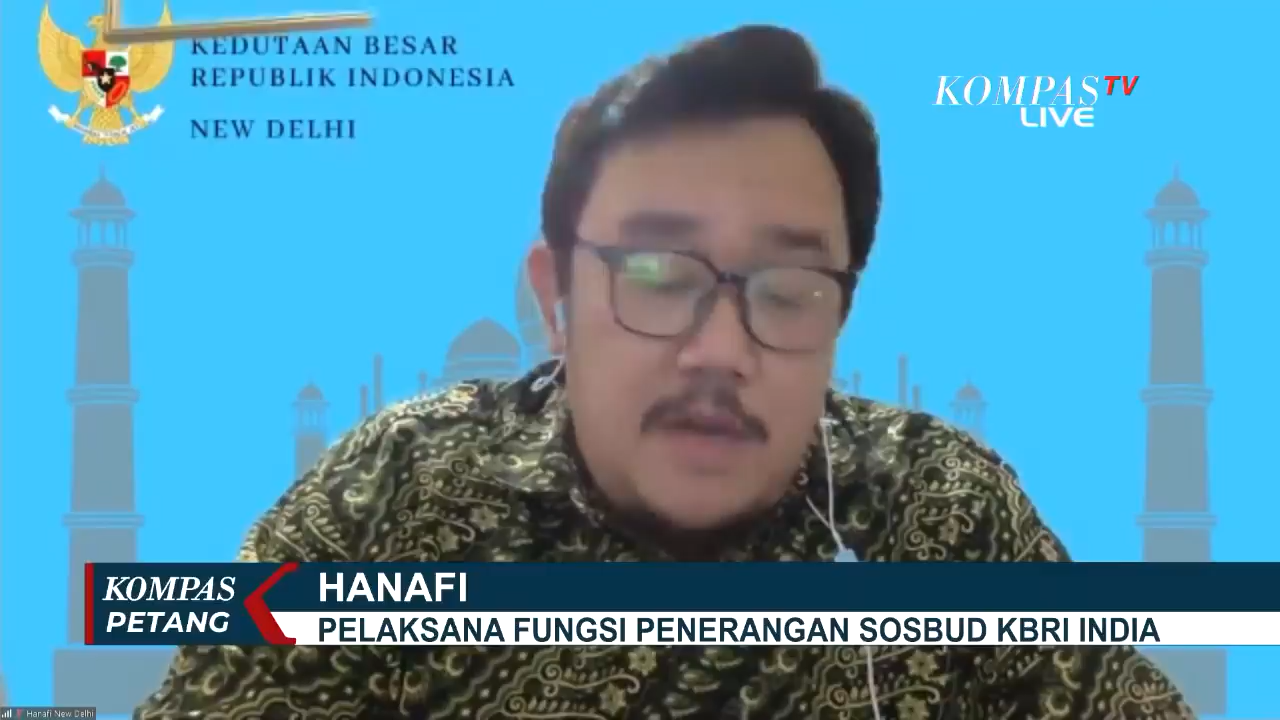 KEDUTAAN BESAR
REPUBLIK INDONESIA
NEW DELHI
KOMPASTV
LIVE
KOMPAS
PETANG
HANAFI
PELAKSANA FUNGSI PENERANGAN SOSBUD KBRI INDIA
Hanafi New Delhi